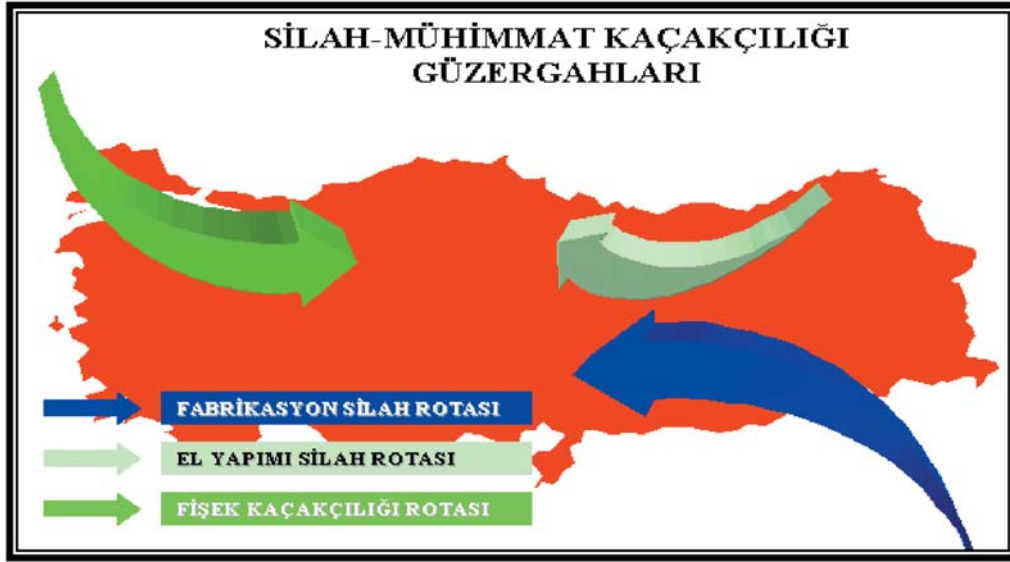 SİLAH-MÜHİMMAT KAÇAKÇILIĞI
GÜZERGAHLARI
FABRİKASYON SİLAH ROTASI
EL YAPIMI SİLAH ROTASI
FİŞEK KAÇAKÇILIĞI ROTASI